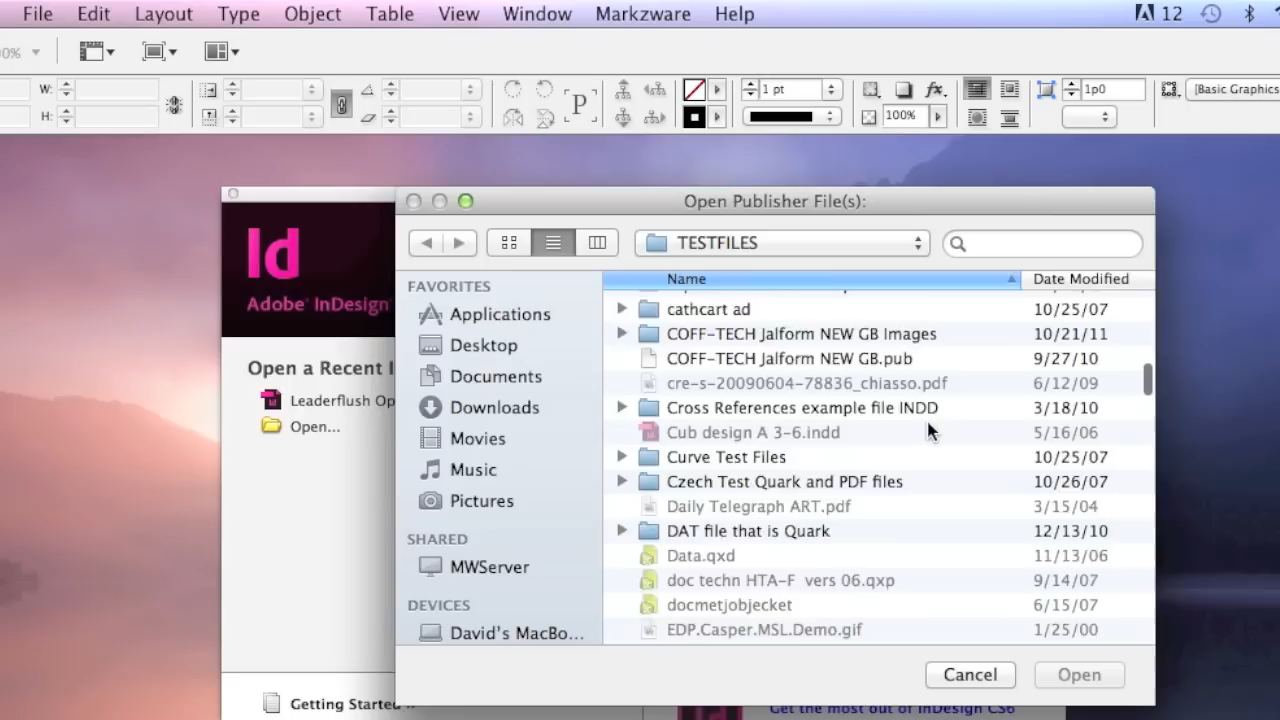 File Edit Layout Type Object Table View Window Markzware Help 12
W: 1 pt 1p0 [Basic Graphics
H: P 100%
Open Publisher File(s):
TESTFILES
Id
Adobe® InDesign®
Open a Recent I
Leaderflush Op
Open...
Getting Started »
FAVORITES
Applications
Desktop
Documents
Downloads
Movies
Music
Pictures
SHARED
MWServer
DEVICES
David's MacBo...
Name Date Modified
cathcart ad 10/25/07
COFF-TECH Jalform NEW GB Images 10/21/11
COFF-TECH Jalform NEW GB.pub 9/27/10
cre-s-20090604-78836_chiasso.pdf 6/12/09
Cross References example file INDD 3/18/10
Cub design A 3-6.indd 5/16/06
Curve Test Files 10/25/07
Czech Test Quark and PDF files 10/26/07
Daily Telegraph ART.pdf 3/15/04
DAT file that is Quark 12/13/10
Data.qxd 11/13/06
doc techn HTA-F vers 06.qxp 9/14/07
docmetjobjecket 6/15/07
EDP.Casper.MSL.Demo.gif 1/25/00
Cancel Open
Get the most out of InDesign CS6